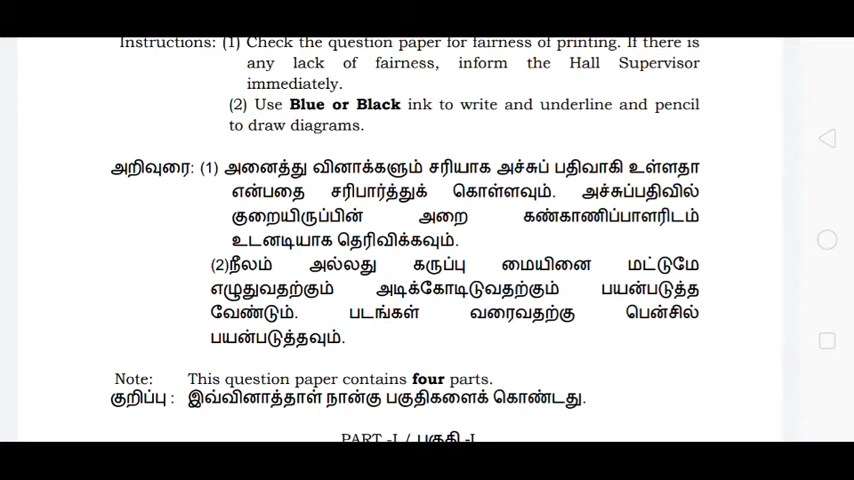 Instructions: (1) Check the question paper for fairness of printing. If there is
any lack of fairness, inform the Hall Supervisor
immediately.
(2) Use Blue or Black ink to write and underline and pencil
to draw diagrams.
அறிவுரை: (1) அனைத்து வினாக்களும் சரியாக அச்சுப் பதிவாகி உள்ளதா
என்பதை சரிபார்த்துக் கொள்ளவும். அச்சுப்பதிவில்
குறையிருப்பின் அறை கண்காணிப்பாளரிடம்
உடனடியாக தெரிவிக்கவும்.
(2)நீலம் அல்லது கருப்பு மையினை மட்டுமே
எழுதுவதற்கும் அடிக்கோடிடுவதற்கும் பயன்படுத்த
வேண்டும். படங்கள் வரைவதற்கு பென்சில்
பயன்படுத்தவும்.
Note: This question paper contains four parts.
குறிப்பு : இவ்வினாத்தாள் நான்கு பகுதிகளைக் கொண்டது.
PART -I / பகுதி -I